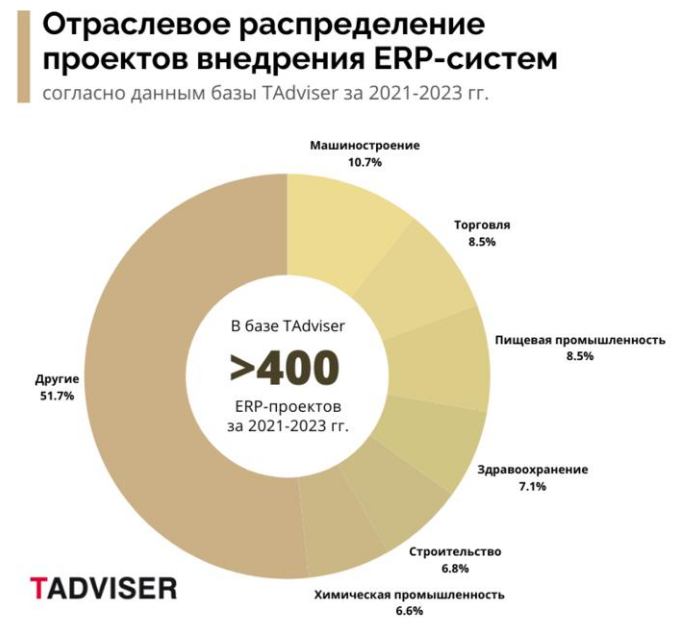 Отраслевое распределение
проектов внедрения ERP-систем
согласно данным базы TAdviser за 2021-2023 гг.
Машиностроение
10.7%
Торговля
8.5%
Пищевая промышленность
8.5%
В базе TAdviser
>400
ERP-проектов
за 2021-2023 гг.
Другие
51.7%
Здравоохранение
7.1%
Строительство
6.8%
Химическая промышленность
6.6%
TADVISER